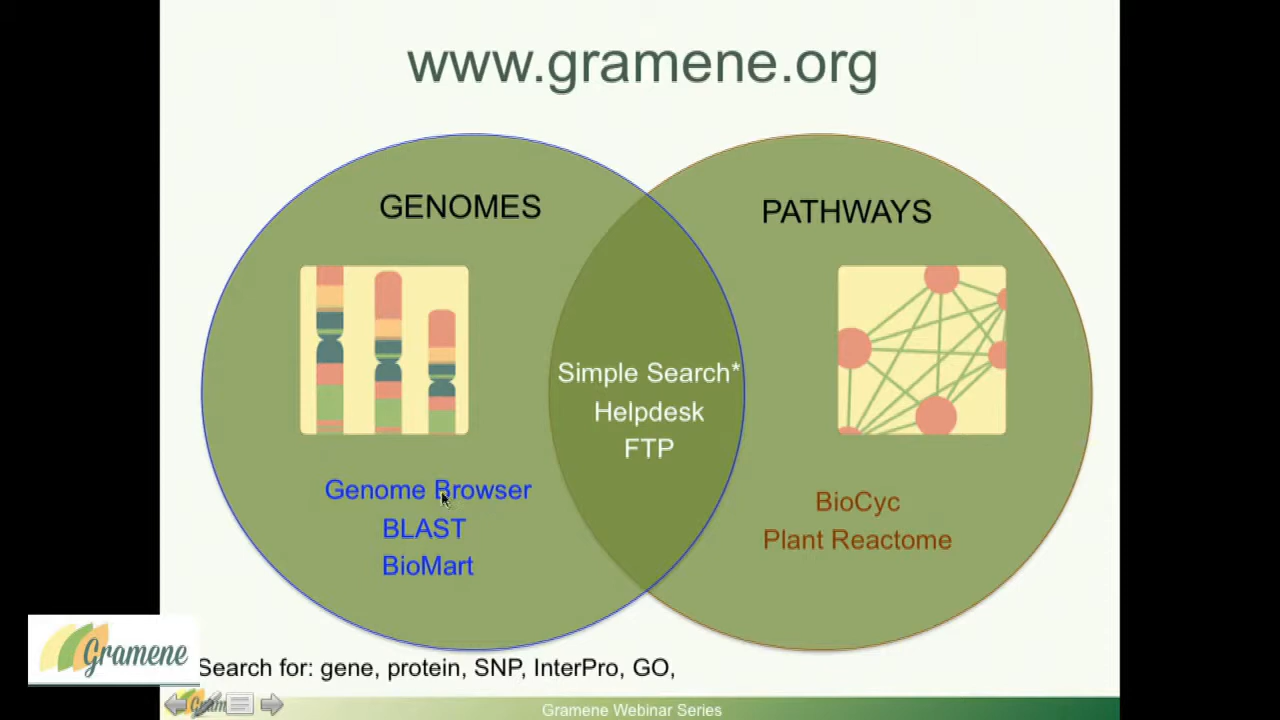 www.gramene.org
GENOMES
PATHWAYS
Simple Search*
Helpdesk
FTP
Genome Browser
BLAST
BioMart
BioCyc
Plant Reactome
Gramene
Search for: gene, protein, SNP, InterPro, GO,
Gramene Webinar Series